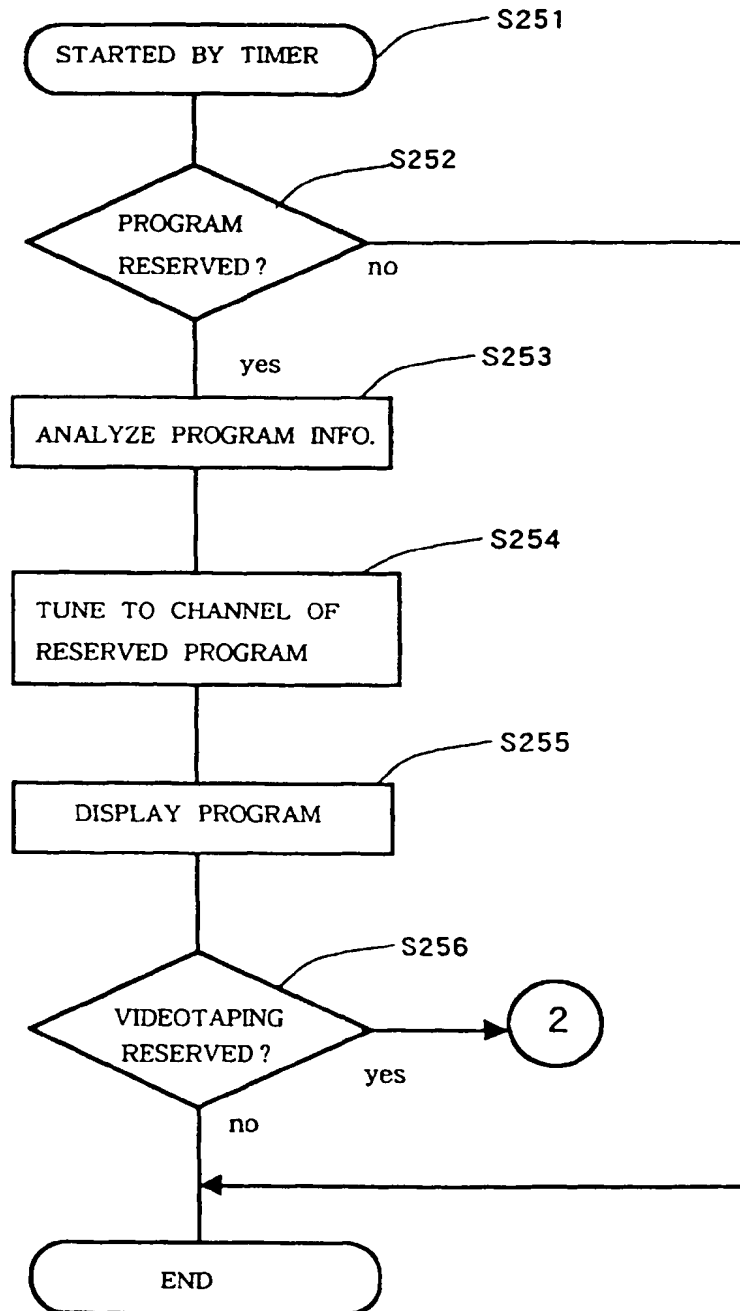 S251
STARTED BY TIMER
S252
PROGRAM
RESERVED?
no
yes
S253
ANALYZE PROGRAM INFO.
S254
TUNE TO CHANNEL OF
RESERVED PROGRAM
S255
DISPLAY PROGRAM
S256
VIDEOTAPING
RESERVED?
2
yes
no
END